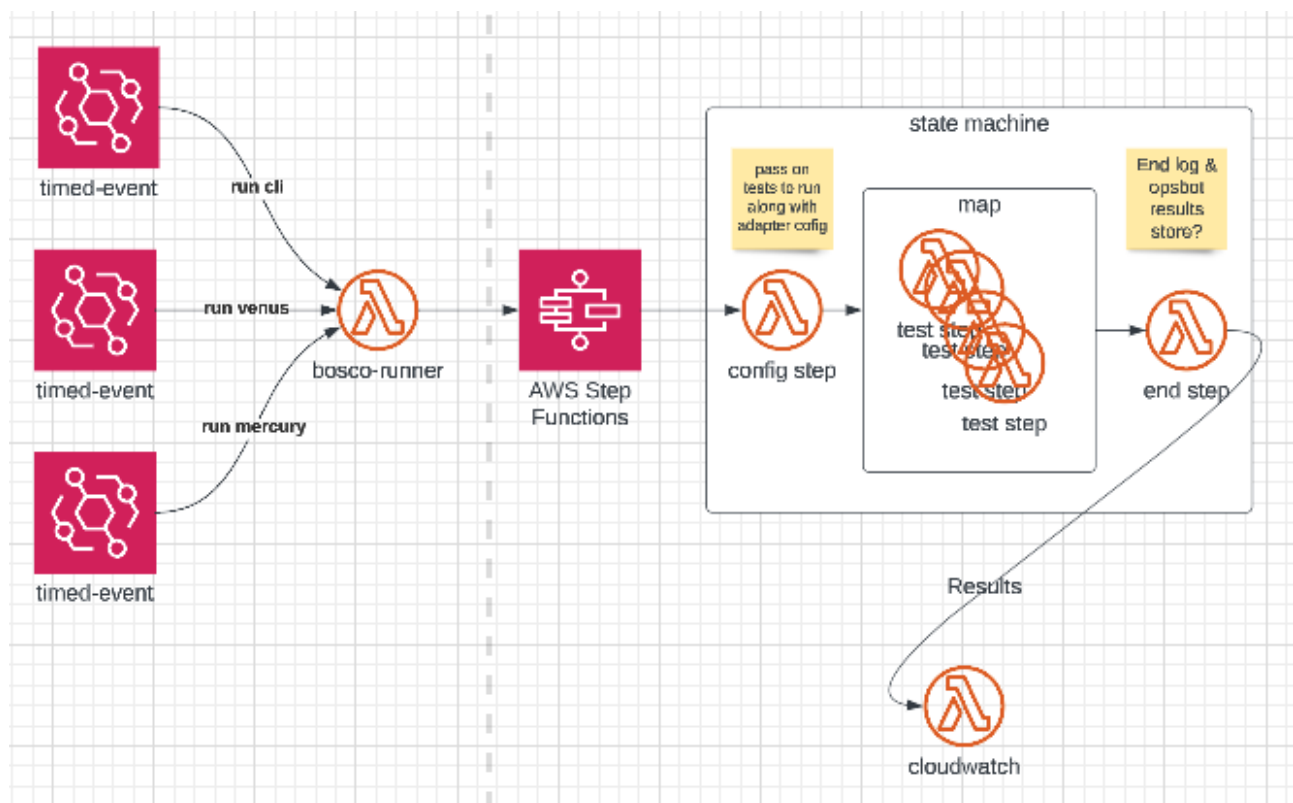 timed-event
run cli
timed-event
run venus
bosco-runner
timed-event
run mercury
AWS Step
Functions
state machine
pass on
tests to run
along with
adapter cofig
config step
map
test step
test step
test step
test step
End log &
opsbot
results
store?
end step
Results
cloudwatch